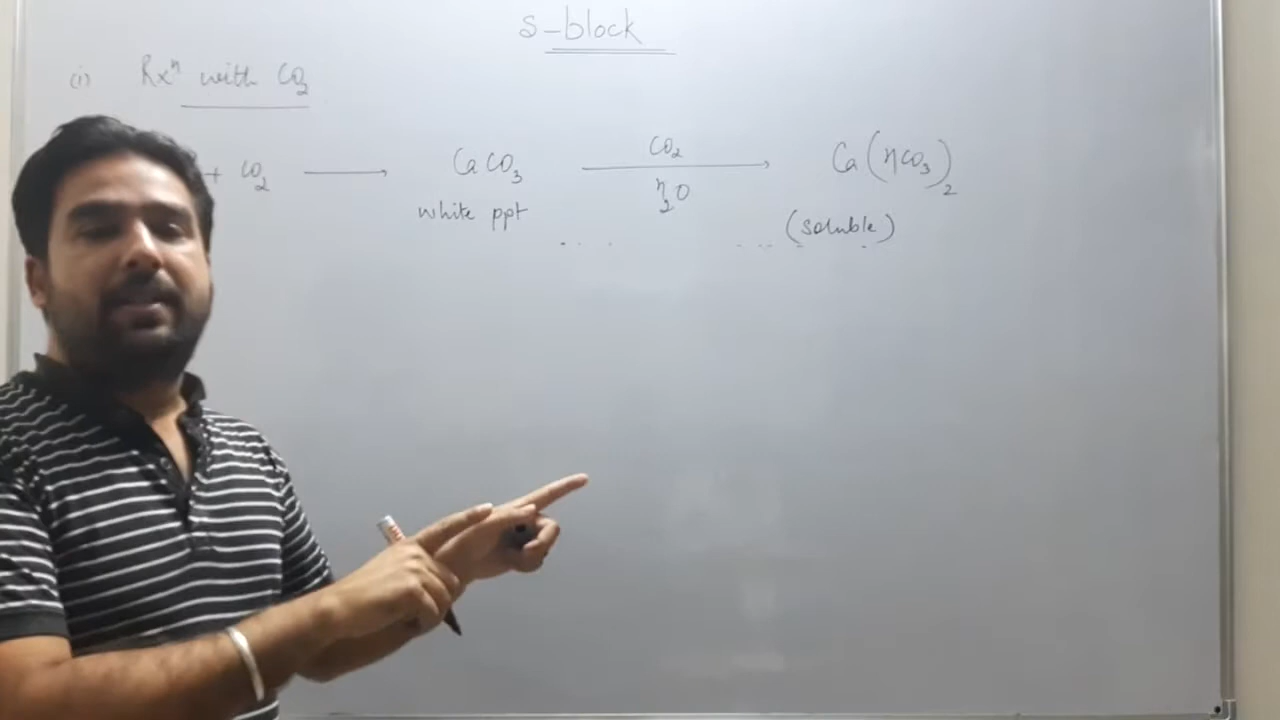 s-block
(i) Rxⁿ with CO₂
+ CO₂ ⟶ CaCO₃ CO₂ ⟶ H₂O Ca(HCO₃)₂
white ppt (soluble)